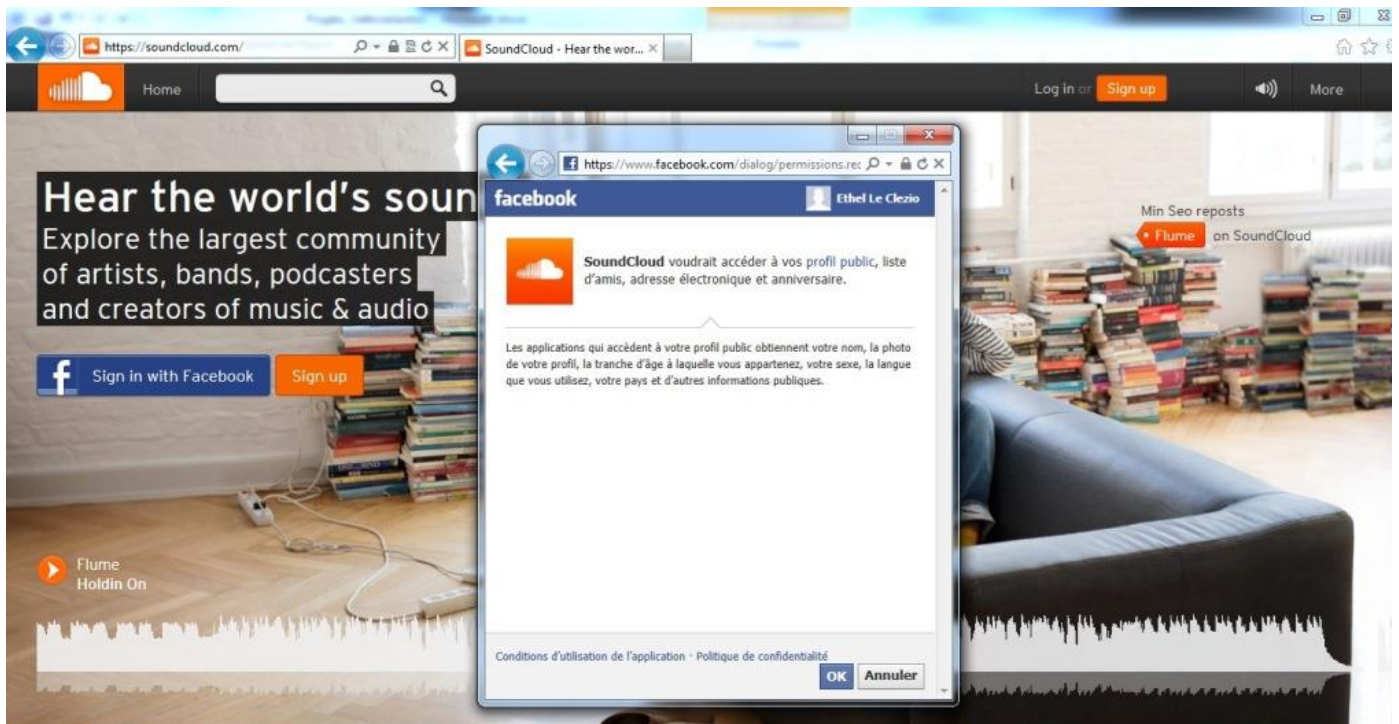 https://soundcloud.com/
SoundCloud - Hear the wor...
Home
Log in or Sign up
More
Hear the world's soun
Explore the largest community
of artists, bands, podcasters
and creators of music & audio
Sign in with Facebook
Sign up
Flume
Holdin On
https://www.facebook.com/dialog/permissions.re
facebook
Ethel Le Clezio
SoundCloud voudrait accéder à vos profil public, liste
d'amis, adresse électronique et anniversaire.
Les applications qui accèdent à votre profil public obtiennent votre nom, la photo
de votre profil, la tranche d'âge à laquelle vous appartenez, votre sexe, la langue
que vous utilisez, votre pays et d'autres informations publiques.
Conditions d'utilisation de l'application · Politique de confidentialité
OK Annuler
Min Seo reposts
Flume on SoundCloud